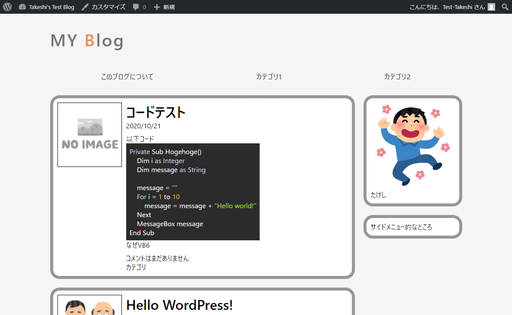 Takeshi's Test Blog カスタマイズ 0 新規 こんにちは、Test-Takeshi さん
MY Blog
このブログについて カテゴリ1 カテゴリ2
NO IMAGE
コードテスト
2020/10/21
以下コード
Private Sub Hogehoge()
Dim i as Integer
Dim message as String
message = ""
For i = 1 to 10
message = message + "Hello world!"
Next
MessageBox message
End Sub
なぜVB6
コメントはまだありません
カテゴリ
たけし
サイドメニュー的なところ
Hello WordPress!